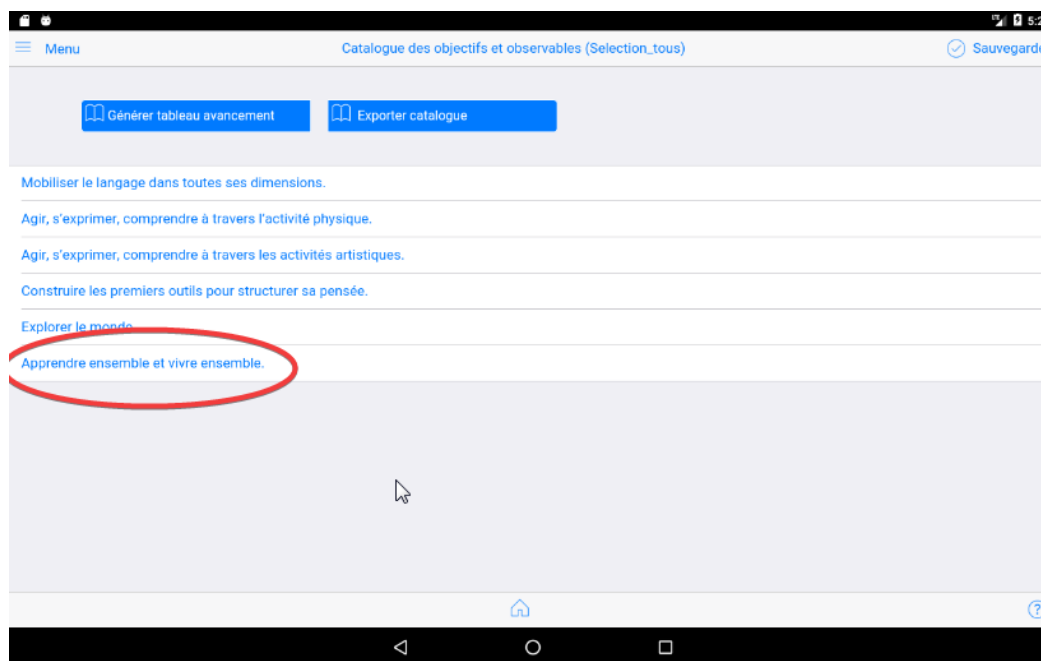 5:2
Menu
Catalogue des objectifs et observables (Selection_tous)
Sauvegarde
Générer tableau avancement
Exporter catalogue
Mobiliser le langage dans toutes ses dimensions.
Agir, s'exprimer, comprendre à travers l'activité physique.
Agir, s'exprimer, comprendre à travers les activités artistiques.
Construire les premiers outils pour structurer sa pensée.
Explorer le monde
Apprendre ensemble et vivre ensemble.